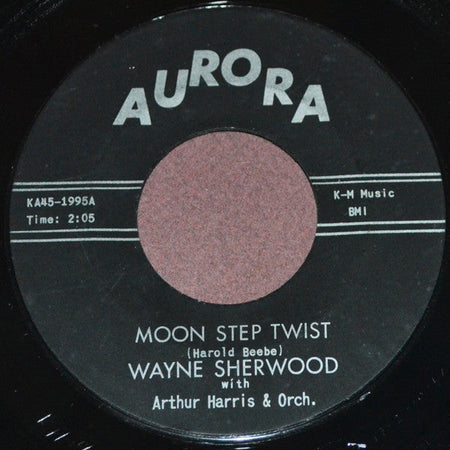 AURORA
KA45-1995A
Time: 2:05
K-M Music
BMI
MOON STEP TWIST
(Harold Beebe)
WAYNE SHERWOOD
with
Arthur Harris & Orch.